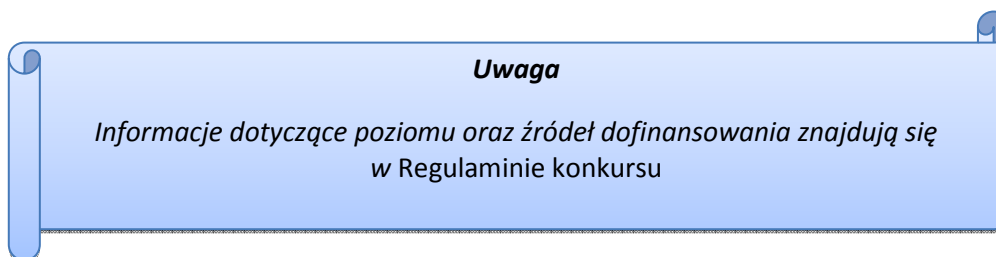 Uwaga
Informacje dotyczące poziomu oraz źródeł dofinansowania znajdują się
w Regulaminie konkursu